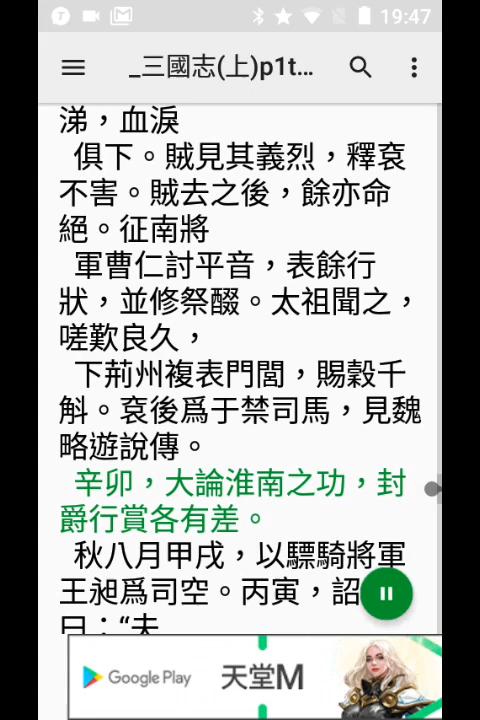 19:47
_三國志(上)p1t...
涕，血淚
俱下。賊見其義烈，釋裒
不害。賊去之後，餘亦命
絕。征南將
軍曹仁討平音，表餘行
狀，並修祭醊。太祖聞之，
嗟歎良久，
下荊州複表門閭，賜穀千
斛。裒後爲于禁司馬，見魏
略遊說傳。
辛卯，大論淮南之功，封
爵行賞各有差。
秋八月甲戌，以驃騎將軍
王昶爲司空。丙寅，詔
曰：“夫
Google Play
天堂M